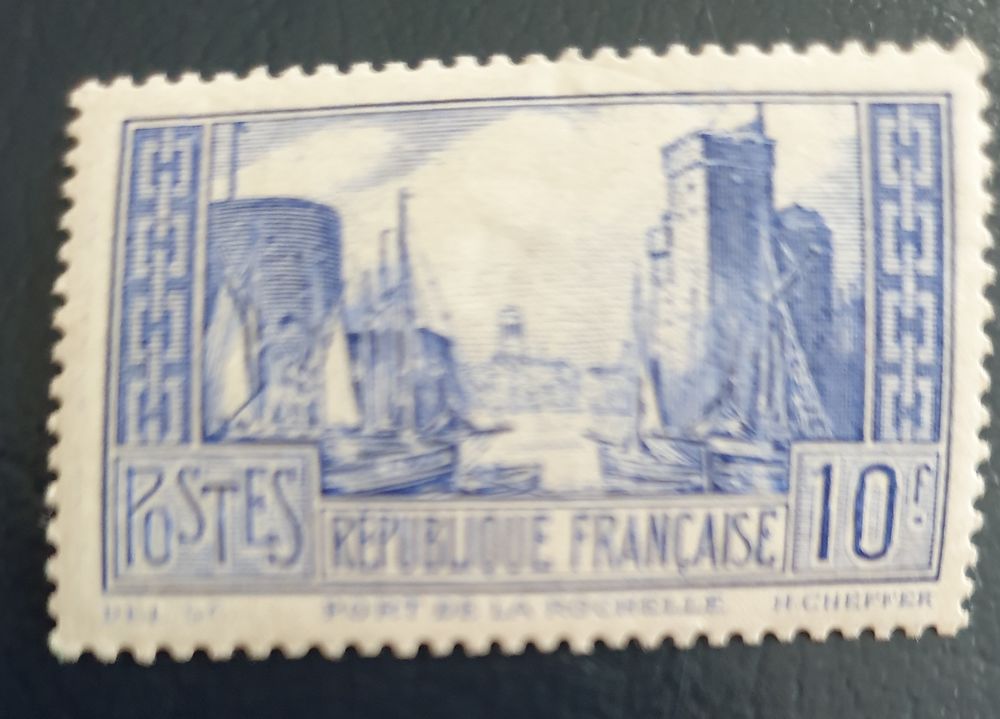 POSTES
RÉPUBLIQUE FRANÇAISE
10F.
PORT DE LA ROCHELLE
H. CHEFFER